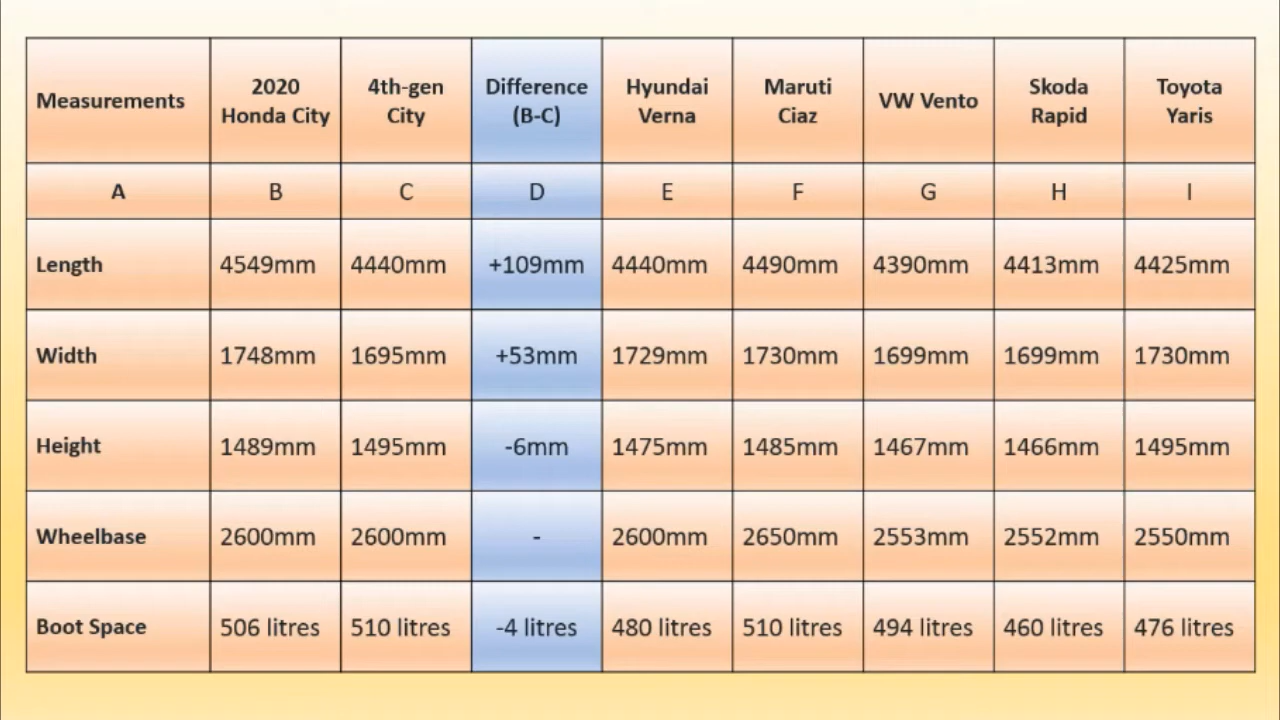 Measurements 2020 Honda City 4th-gen City Difference (B-C) Hyundai Verna Maruti Ciaz VW Vento Skoda Rapid Toyota Yaris
A B C D E F G H I
Length 4549mm 4440mm +109mm 4440mm 4490mm 4390mm 4413mm 4425mm
Width 1748mm 1695mm +53mm 1729mm 1730mm 1699mm 1699mm 1730mm
Height 1489mm 1495mm -6mm 1475mm 1485mm 1467mm 1466mm 1495mm
Wheelbase 2600mm 2600mm - 2600mm 2650mm 2553mm 2552mm 2550mm
Boot Space 506 litres 510 litres -4 litres 480 litres 510 litres 494 litres 460 litres 476 litres